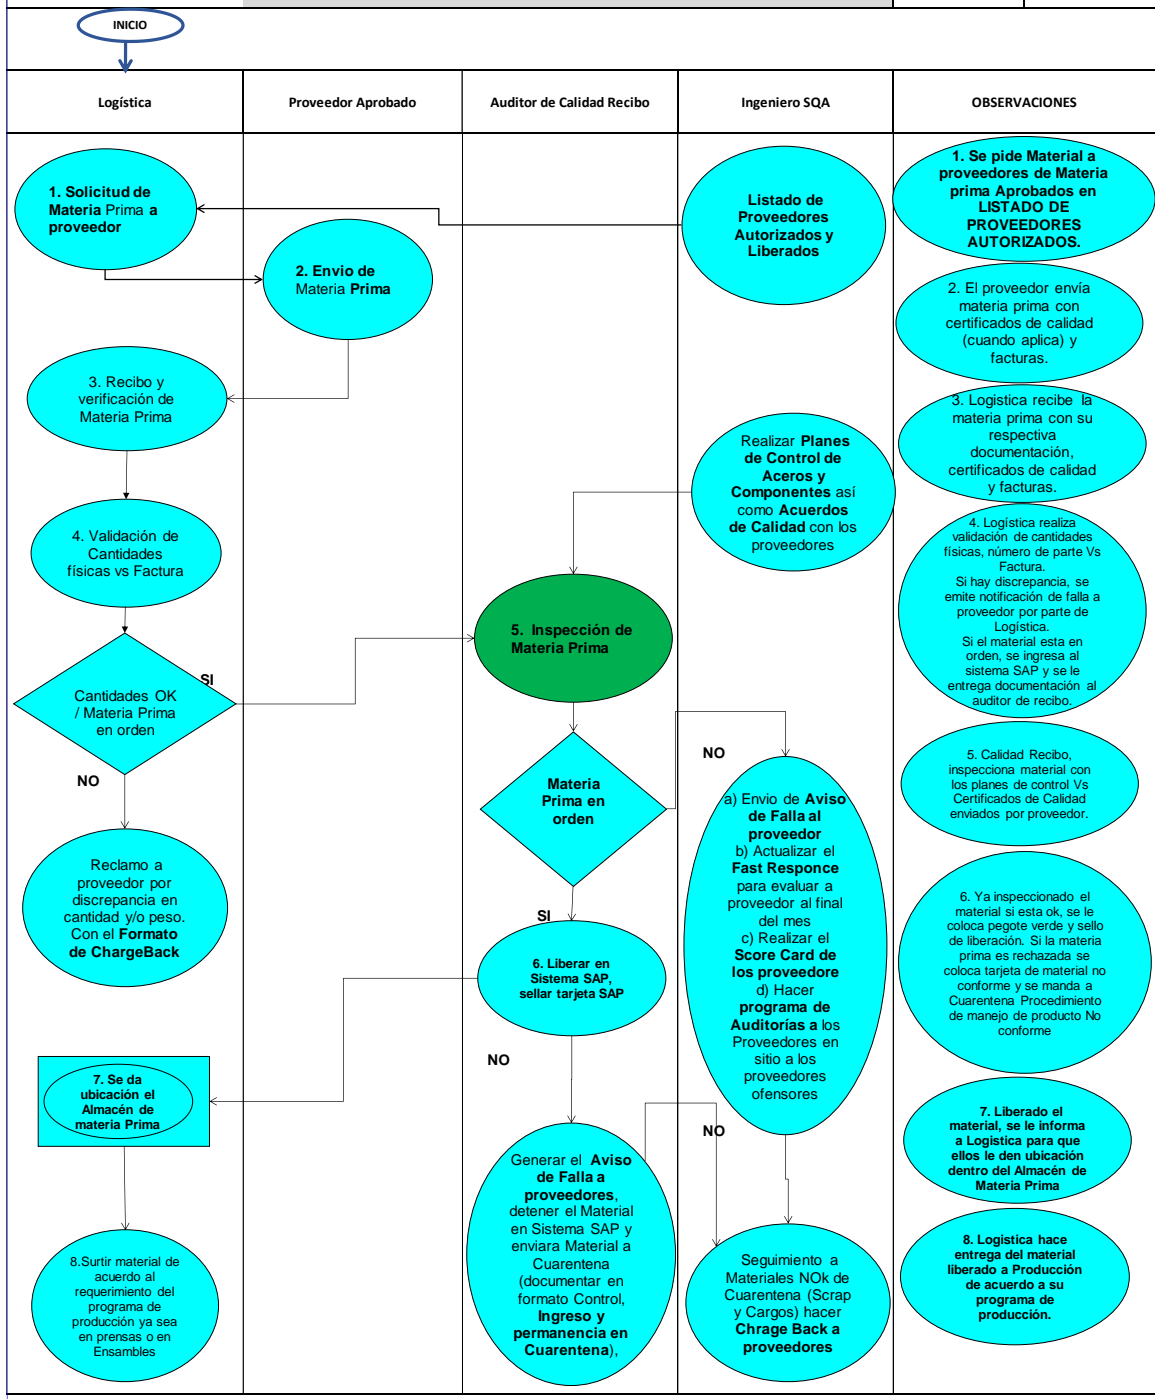 INICIO
Logística
Proveedor Aprobado
Auditor de Calidad Recibo
Ingeniero SQA
OBSERVACIONES
1. Solicitud de
Materia Prima a
proveedor
Listado de
Proveedores
Autorizados y
Liberados
1. Se pide Material a
proveedores de Materia
prima Aprobados en
LISTADO DE
PROVEEDORES
AUTORIZADOS.
2. Envio de
Materia Prima
2. El proveedor envía
materia prima con
certificados de calidad
(cuando aplica) y
facturas.
3. Recibo y
verificación de
Materia Prima
3. Logistica recibe la
materia prima con su
respectiva
documentación,
certificados de calidad
y facturas.
Realizar Planes
de Control de
Aceros y
Componentes así
como Acuerdos
de Calidad con los
proveedores
4. Validación de
Cantidades
físicas vs Factura
4. Logística realiza
validación de cantidades
físicas, número de parte Vs
Factura.
Si hay discrepancia, se
emite notificación de falla a
proveedor por parte de
Logística.
Si el material esta en
orden, se ingresa al
sistema SAP y se le
entrega documentación al
auditor de recibo.
5. Inspección de
Materia Prima
SI
Cantidades OK
/ Materia Prima
en orden
NO
NO
Materia
Prima en
orden
5. Calidad Recibo,
inspecciona material con
los planes de control Vs
Certificados de Calidad
enviados por proveedor.
a) Envio de Aviso
de Falla al
proveedor
b) Actualizar el
Fast Responce
para evaluar a
proveedor al final
del mes
c) Realizar el
Score Card de
los proveedore
d) Hacer
programa de
Auditorías a los
Proveedores en
sitio a los
proveedores
ofensores
Reclamo a
proveedor por
discrepancia en
cantidad y/o peso.
Con el Formato
de ChargeBack
SI
6. Liberar en
Sistema SAP,
sellar tarjeta SAP
6. Ya inspeccionado el
material si esta ok, se le
coloca pegote verde y sello
de liberación. Si la materia
prima es rechazada se
coloca tarjeta de material no
conforme y se manda a
Cuarentena Procedimiento
de manejo de producto No
conforme
NO
7. Se da
ubicación el
Almacén de
materia Prima
NO
7. Liberado el
material, se le informa
a Logistica para que
ellos le den ubicación
dentro del Almacén de
Materia Prima
Generar el Aviso
de Falla a
proveedores,
detener el Material
en Sistema SAP y
enviara Material a
Cuarentena
(documentar en
formato Control,
Ingreso y
permanencia en
Cuarentena),
8.Surtir material de
acuerdo al
requerimiento del
programa de
producción ya sea
en prensas o en
Ensambles
Seguimiento a
Materiales NOk de
Cuarentena (Scrap
y Cargos) hacer
Chrage Back a
proveedores
8. Logistica hace
entrega del material
liberado a Producción
de acuerdo a su
programa de
producción.